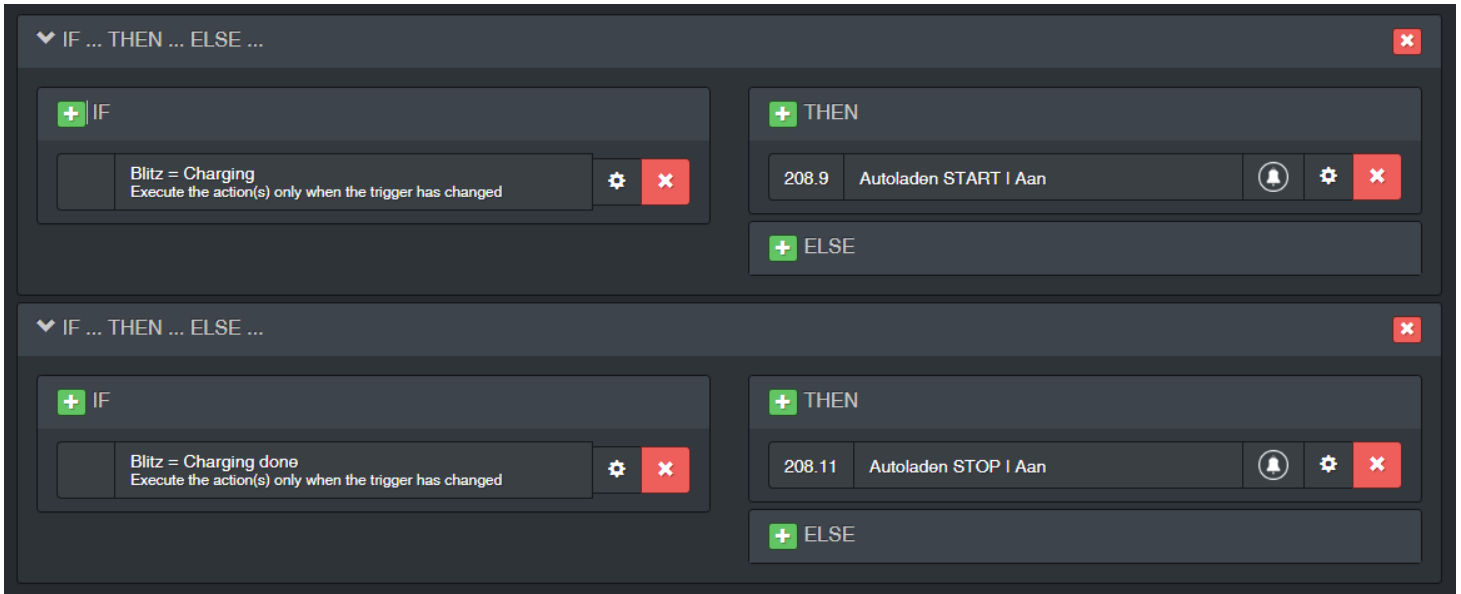 IF ... THEN ... ELSE ...
IF
Blitz = Charging
Execute the action(s) only when the trigger has changed
THEN
208.9 Autoladen START | Aan
ELSE
IF ... THEN ... ELSE ...
IF
Blitz = Charging done
Execute the action(s) only when the trigger has changed
THEN
208.11 Autoladen STOP | Aan
ELSE